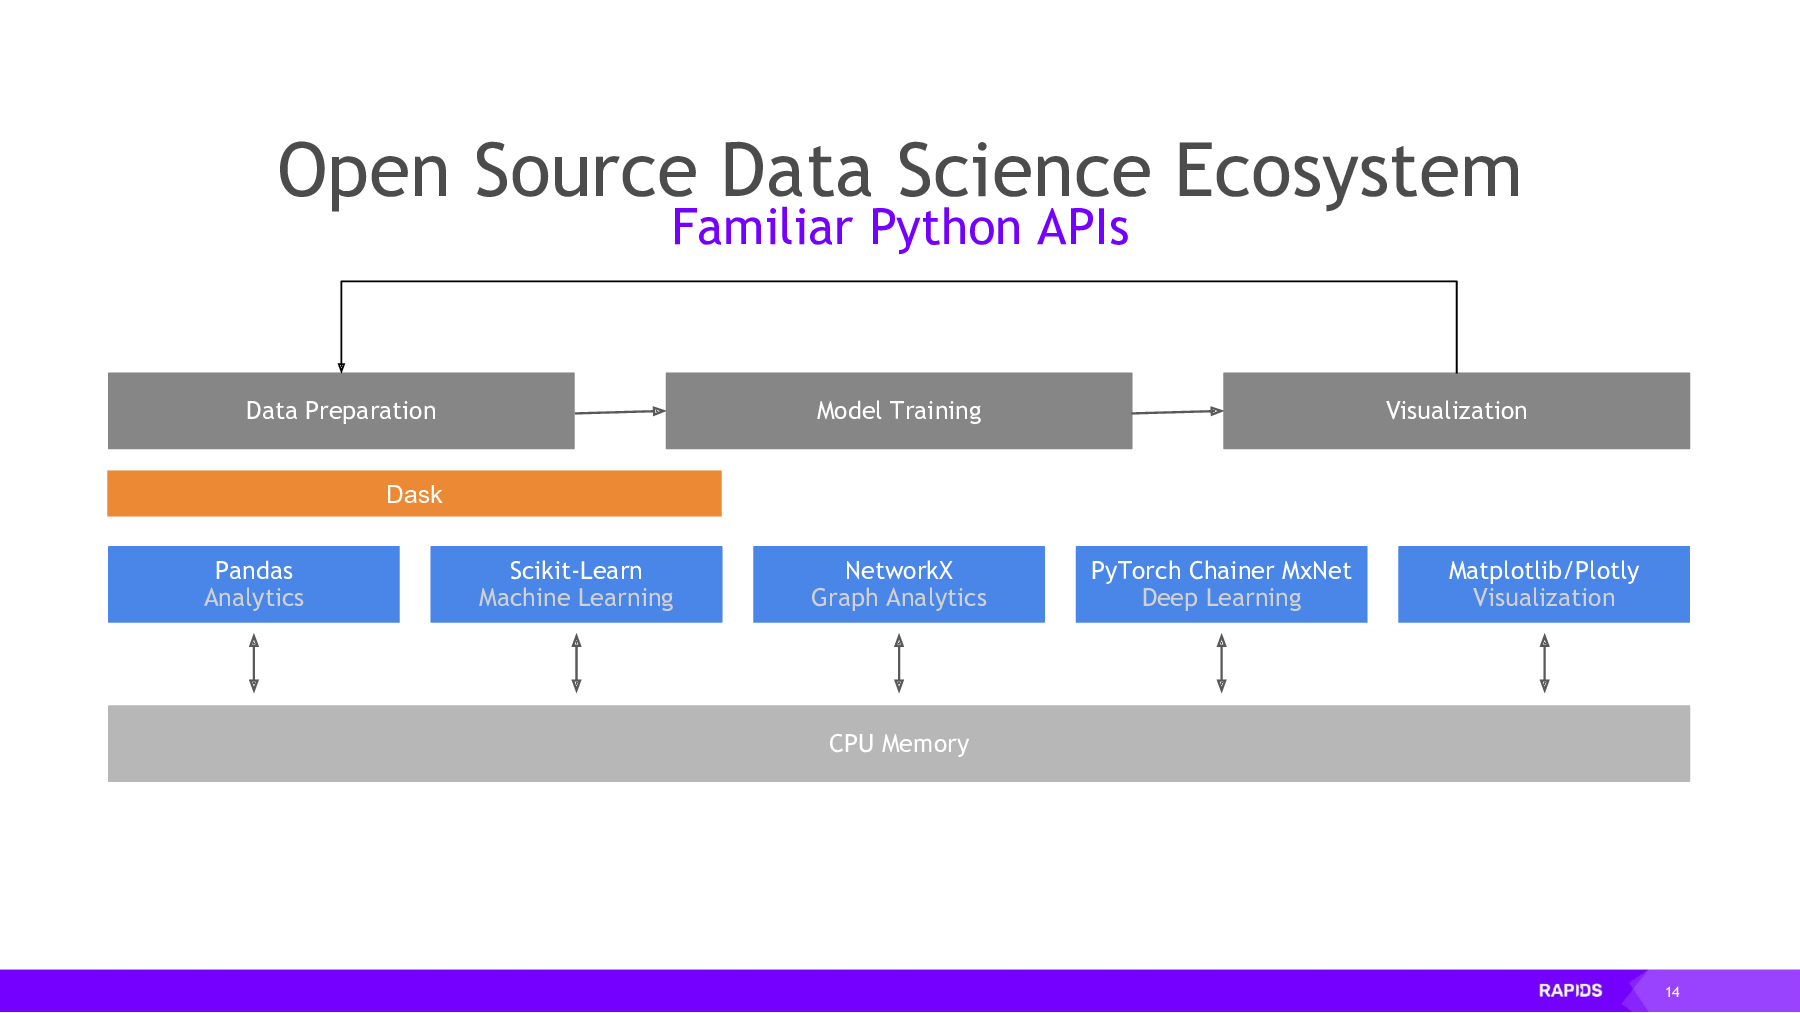 Open Source Data Science Ecosystem
Familiar Python APIs
Data Preparation
Model Training
Visualization
Dask
Pandas
Analytics
Scikit-Learn
Machine Learning
NetworkX
Graph Analytics
PyTorch Chainer MxNet
Deep Learning
Matplotlib/Plotly
Visualization
CPU Memory
RAPIDS
14